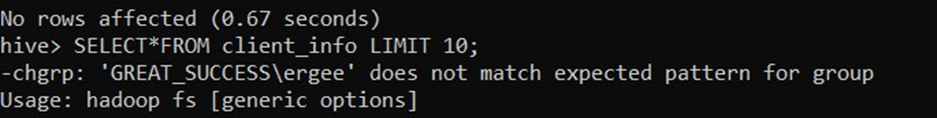 No rows affected (0.67 seconds)
hive> SELECT*FROM client_info LIMIT 10;
-chgrp: 'GREAT_SUCCESS\ergee' does not match expected pattern for group
Usage: hadoop fs [generic options]